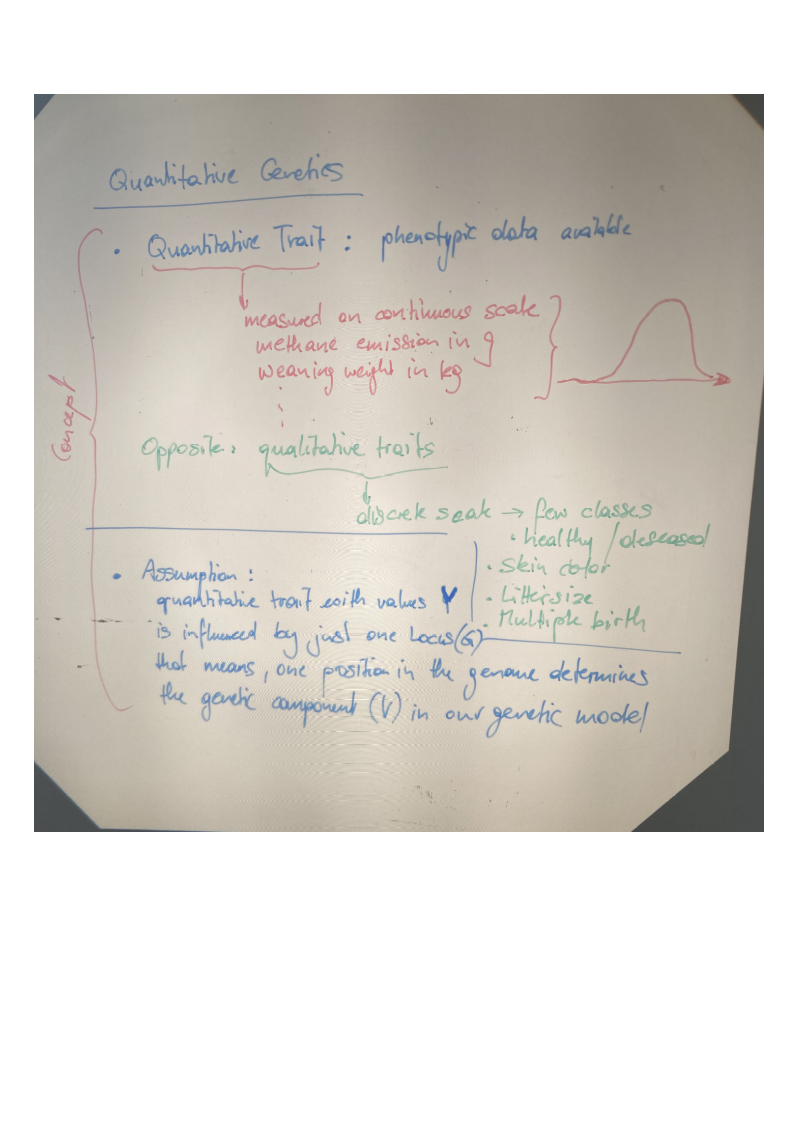 Quantitative Genetics
• Quantitative Trait : phenotypic data available
measured on continuous scale
methane emission in g
weaning weight in kg
Concept
Opposite: qualitative traits
discrete scale → few classes
• healthy / deseased
• Skin color
• Litter size
• Multiple birth
• Assumption :
quantitative trait with values Y
is influenced by just one Locus (G)
that means, one position in the genome determines
the genetic component (V) in our genetic model